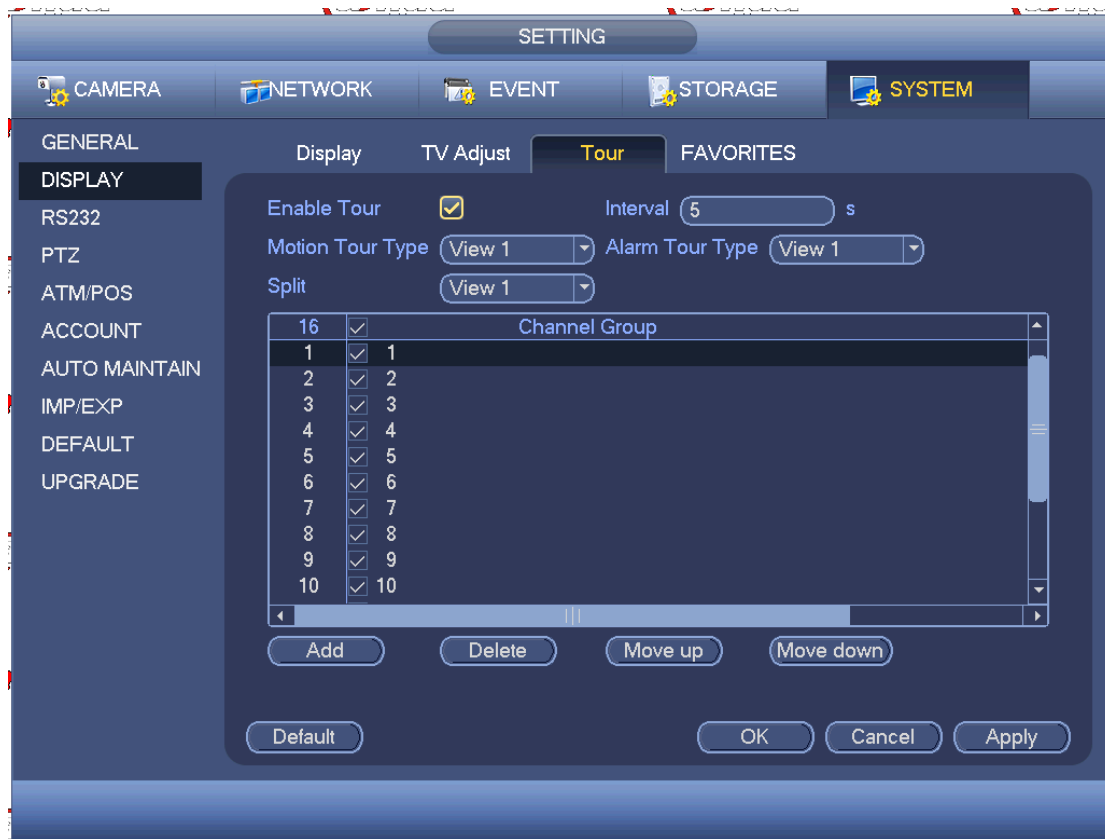 SETTING
CAMERA NETWORK EVENT STORAGE SYSTEM
GENERAL
DISPLAY
RS232
PTZ
ATM/POS
ACCOUNT
AUTO MAINTAIN
IMP/EXP
DEFAULT
UPGRADE
Display TV Adjust Tour FAVORITES
Enable Tour Interval 5 s
Motion Tour Type View 1 Alarm Tour Type View 1
Split View 1
16 Channel Group
1 1
2 2
3 3
4 4
5 5
6 6
7 7
8 8
9 9
10 10
Add Delete Move up Move down
Default OK Cancel Apply